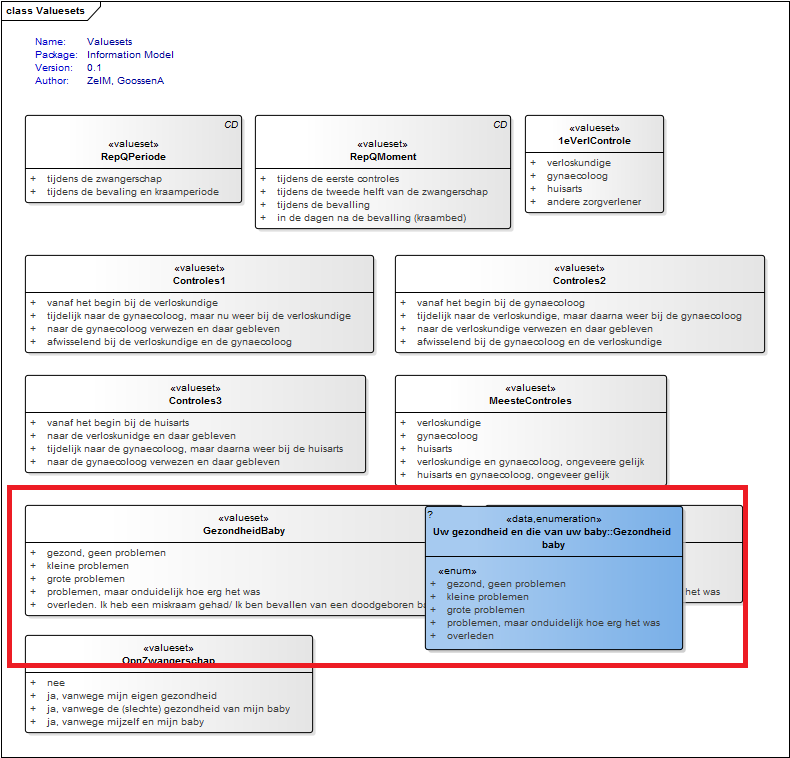 class Valuesets
Name: Valuesets
Package: Information Model
Version: 0.1
Author: ZelM, GoossenA
CD
«valueset»
RepQPeriode
+ tijdens de zwangerschap
+ tijdens de bevaling en kraamperiode
CD
«valueset»
RepQMoment
+ tijdens de eerste controles
+ tijdens de tweede helft van de zwangerschap
+ tijdens de bevalling
+ in de dagen na de bevalling (kraambed)
«valueset»
1eVerlControle
+ verloskundige
+ gynaecoloog
+ huisarts
+ andere zorgverlener
«valueset»
Controles1
+ vanaf het begin bij de verloskundige
+ tijdelijk naar de gynaecoloog, maar nu weer bij de verloskundige
+ naar de gynaecoloog verwezen en daar gebleven
+ afwisselend bij de verloskundige en de gynaecoloog
«valueset»
Controles2
+ vanaf het begin bij de gynaecoloog
+ tijdelijk naar de verloskundige, maar daarna weer bij de gynaecoloog
+ naar de verloskundige verwezen en daar gebleven
+ afwisselend bij de gynaecoloog en de verloskundige
«valueset»
Controles3
+ vanaf het begin bij de huisarts
+ naar de verloskunidge en daar gebleven
+ tijdelijk naar de gynaecoloog, maar daarna weer bij de huisarts
+ naar de gynaecoloog verwezen en daar gebleven
«valueset»
MeesteControles
+ verloskundige
+ gynaecoloog
+ huisarts
+ verloskundige en gynaecoloog, ongeveere gelijk
+ huisarts en gynaecoloog, ongeveer gelijk
«valueset»
GezondheidBaby
+ gezond, geen problemen
+ kleine problemen
+ grote problemen
+ problemen, maar onduidelijk hoe erg het was
+ overleden. Ik heb een miskraam gehad/ Ik ben bevallen van een doodgeboren
?
«data,enumeration»
Uw gezondheid en die van uw baby::Gezondheid
baby
«enum»
+ gezond, geen problemen
+ kleine problemen
+ grote problemen
+ problemen, maar onduidelijk hoe erg het was
+ overleden
het was
«valueset»
OpnZwangerschap
+ nee
+ ja, vanwege mijn eigen gezondheid
+ ja, vanwege de (slechte) gezondheid van mijn baby
+ ja, vanwege mijzelf en mijn baby